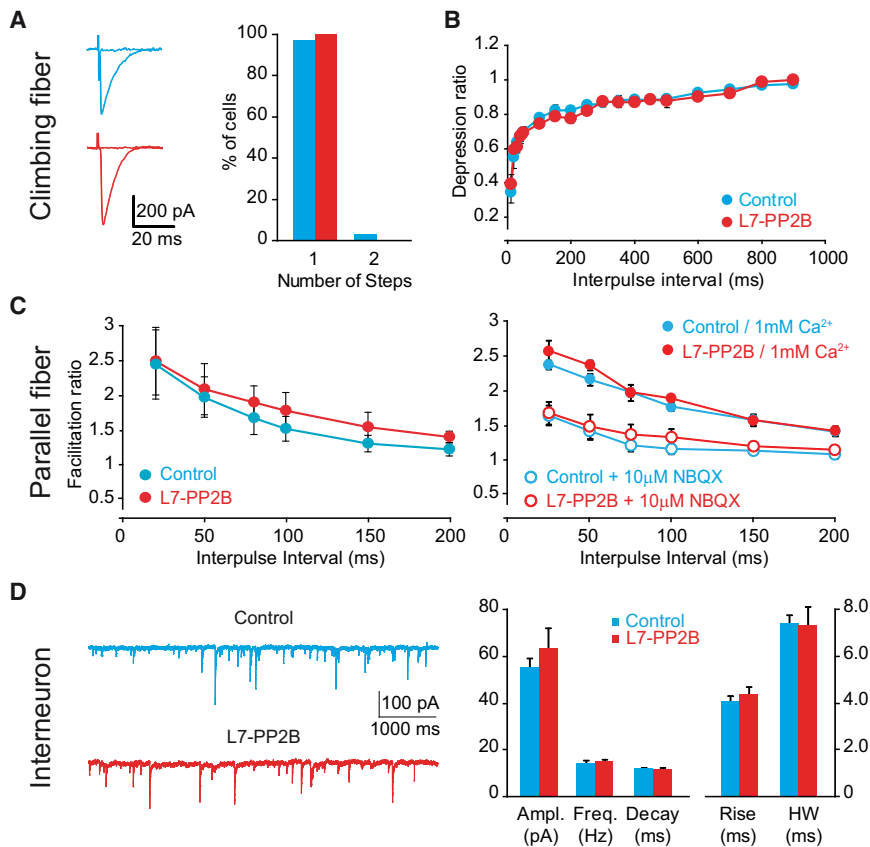 A
Climbing fiber
200 pA
20 ms
% of cells
100
80
60
40
20
0
1
2
Number of Steps
B
Depression ratio
1.2
1
0.8
0.6
0.4
0.2
0
200
400
600
800
1000
Interpulse interval (ms)
Control
L7-PP2B
C
Parallel fiber
Facilitation ratio
3
2.5
2
1.5
1
0.5
0
50
100
150
200
Interpulse Interval (ms)
Control
L7-PP2B
3
2.5
2
1.5
1
0.5
0
50
100
150
200
Interpulse Interval (ms)
Control / 1mM Ca²⁺
L7-PP2B / 1mM Ca²⁺
Control + 10µM NBQX
L7-PP2B + 10µM NBQX
D
Interneuron
Control
100 pA
1000 ms
L7-PP2B
80
60
40
20
0
Control
L7-PP2B
8.0
6.0
4.0
2.0
0
Ampl. Freq. Decay Rise HW
(pA) (Hz) (ms) (ms) (ms)